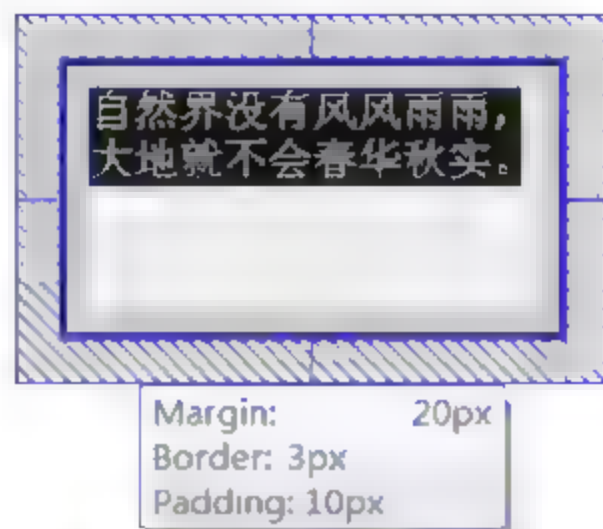 自然界没有风风雨雨,
大地就不会春华秋实。
Margin: 20px
Border: 3px
Padding: 10px